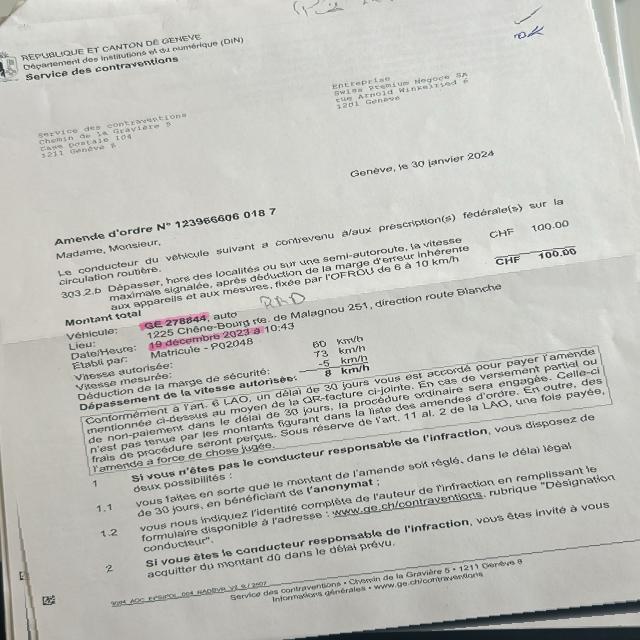 REPUBLIQUE ET CANTON DE GENEVE
Département des institutions et du numérique (DIN)
Service des contraventions
OK
Service des contraventions
Chemin de la Gravière 5
Case postale 104
1211 Genève 8
Entreprise
Swiss Premium Negoce SA
rue Arnold Winkelried 6
1201 Genève
Genève, le 30 janvier 2024
Amende d'ordre N° 123966606 018 7
Madame, Monsieur,
Le conducteur du véhicule suivant a contrevenu à/aux prescription(s) fédérale(s) sur la
circulation routière.
303.2.b Dépasser, hors des localités ou sur une semi-autoroute, la vitesse CHF 100.00
maximale signalée, après déduction de la marge d'erreur inhérente
aux appareils et aux mesures, fixée par l'OFROU de 6 à 10 km/h
Montant total CHF 100.00
Véhicule: GE 278844, auto
Lieu: 1225 Chêne-Bourg rte. de Malagnou 251, direction route Blanche
Date/Heure: 19 décembre 2023 à 10:43
Etabli par: Matricule - PQ2048
Vitesse autorisée: 60 km/h
Vitesse mesurée: 73 km/h
Déduction de la marge de sécurité: -5 km/h
Dépassement de la vitesse autorisée: 8 km/h
Conformément à l'art. 6 LAO, un délai de 30 jours vous est accordé pour payer l'amende
mentionnée ci-dessus au moyen de la QR-facture ci-jointe. En cas de versement partiel ou
de non-paiement dans le délai de 30 jours, la procédure ordinaire sera engagée. Celle-ci
n'est pas tenue par les montants figurant dans la liste des amendes d'ordre. En outre, des
frais de procédure seront perçus. Sous réserve de l'art. 11 al. 2 de la LAO, une fois payée,
l'amende a force de chose jugée.
1 Si vous n'êtes pas le conducteur responsable de l'infraction, vous disposez de
deux possibilités :
1.1 vous faites en sorte que le montant de l'amende soit réglé, dans le délai légal
de 30 jours, en bénéficiant de l'anonymat ;
1.2 vous nous indiquez l'identité complète de l'auteur de l'infraction en remplissant le
formulaire disponible à l'adresse : www.ge.ch/contraventions, rubrique "Désignation
conducteur".
2 Si vous êtes le conducteur responsable de l'infraction, vous êtes invité à vous
acquitter du montant dû dans le délai prévu.
Service des contraventions • Chemin de la Gravière 5 • 1211 Genève 8
Informations générales • www.ge.ch/contraventions